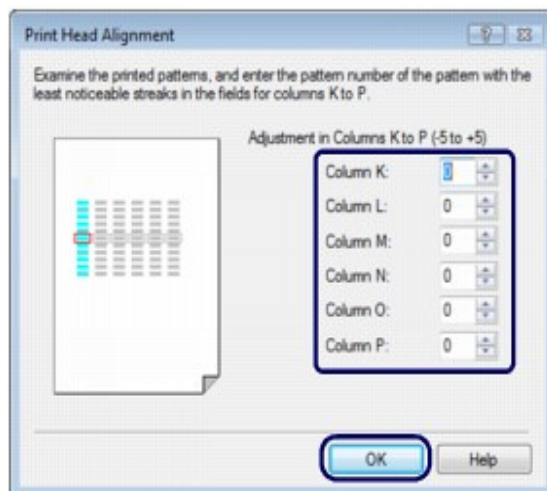 Print Head Alignment
Examine the printed patterns, and enter the pattern number of the pattern with the
least noticeable streaks in the fields for columns K to P.
Adjustment in Columns K to P (-5 to +5)
Column K: 0
Column L: 0
Column M: 0
Column N: 0
Column O: 0
Column P: 0
OK Help